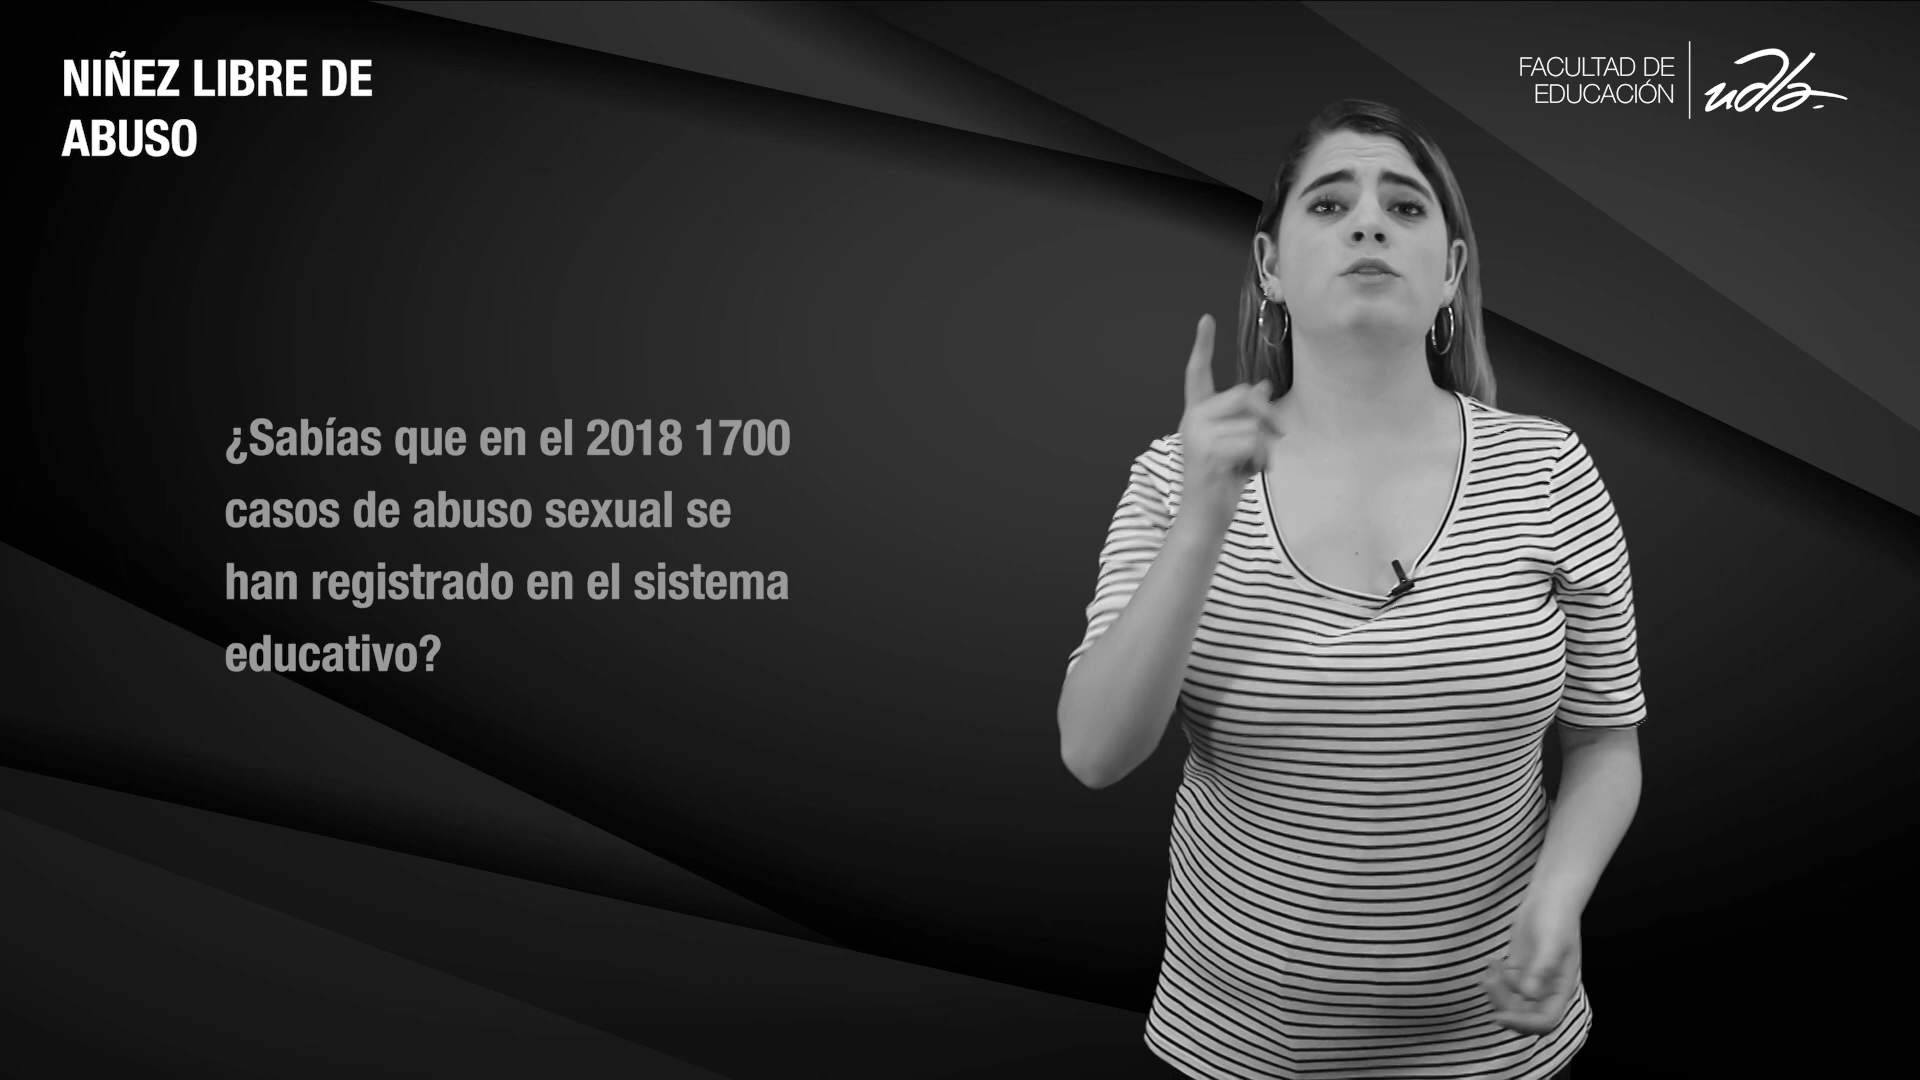 NIÑEZ LIBRE DE
ABUSO
FACULTAD DE
EDUCACIÓN
udla-
¿Sabías que en el 2018 1700
casos de abuso sexual se
han registrado en el sistema
educativo?